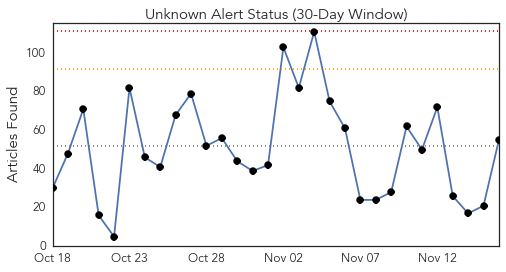 Unknown Alert Status (30-Day Window)
Articles Found
100
80
60
40
20
0
Oct 18 Oct 23 Oct 28 Nov 02 Nov 07 Nov 12